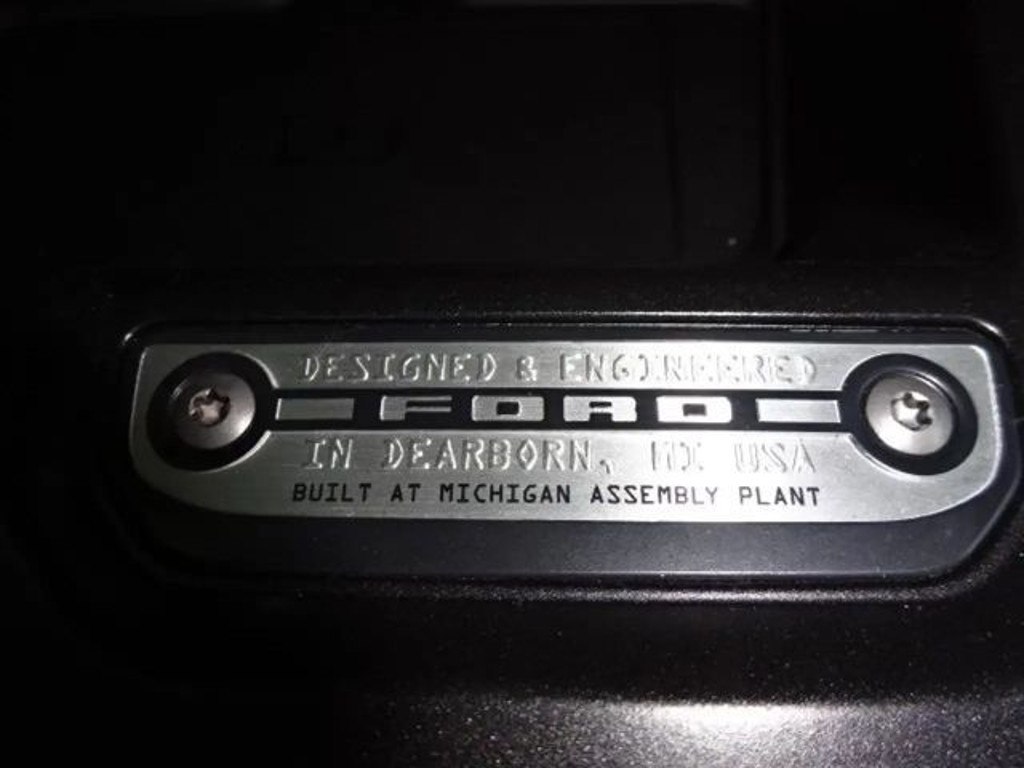 DESIGNED & ENGINEERED
FORD
IN DEARBORN, MI USA
BUILT AT MICHIGAN ASSEMBLY PLANT